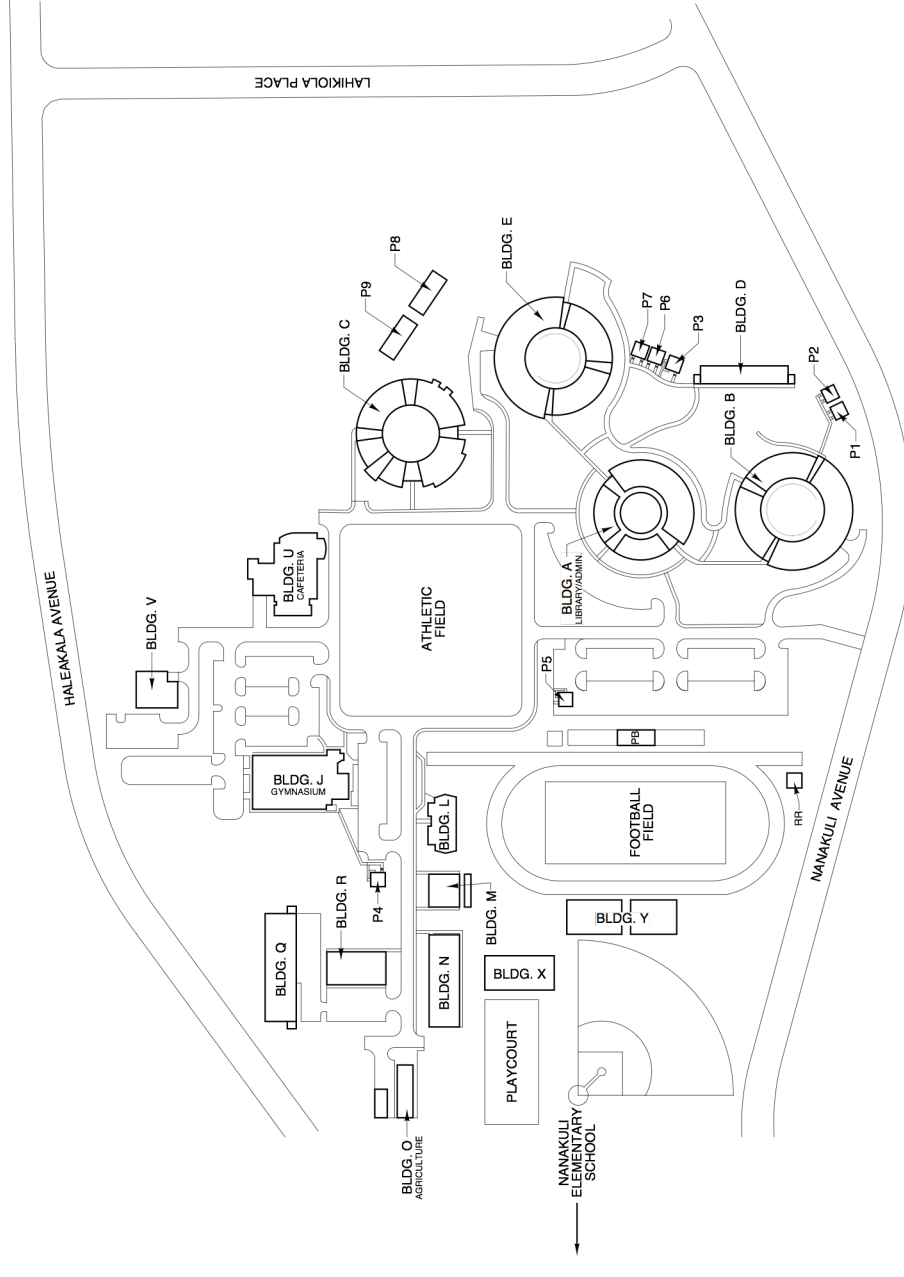 LAHIKIOLA PLACE
HALEAKALA AVENUE
NANAKULI AVENUE
P8
P9
BLDG. C
BLDG. E
P7
P6
P3
BLDG. D
P2
P1
BLDG. B
BLDG. A
LIBRARY/ADMIN.
BLDG. U
CAFETERIA
BLDG. V
ATHLETIC
FIELD
P5
PB
BLDG. J
GYMNASIUM
BLDG. L
FOOTBALL
FIELD
RR
P4
BLDG. R
BLDG. M
BLDG. Y
BLDG. Q
BLDG. N
BLDG. X
PLAYCOURT
BLDG. O
AGRICULTURE
NANAKULI
ELEMENTARY
SCHOOL